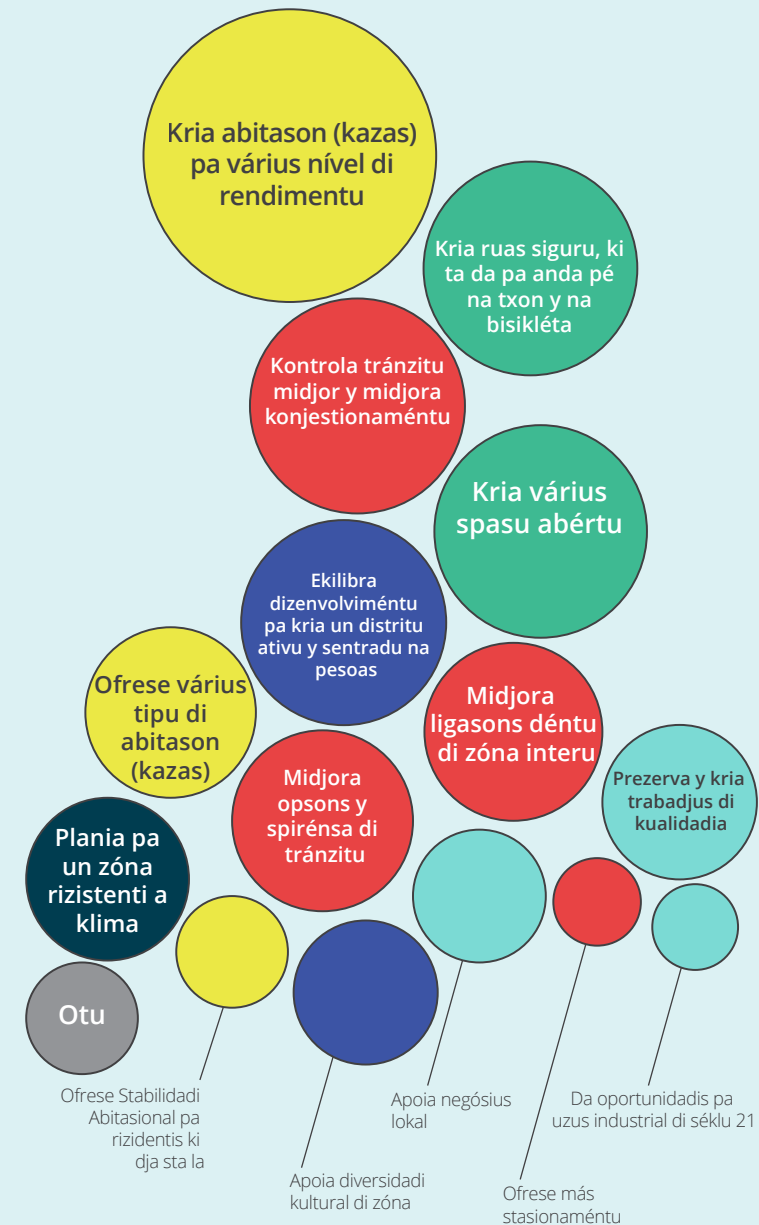 Kria abitason (kazas)
pa várius nível di
rendimentu
Kria ruas siguru, ki
ta da pa anda pé
na txon y na
bisikléta
Kontrola tránzitu
midjor y midjora
konjestionaméntu
Kria várius
spasu abértu
Ekilibra
dizenvolviméntu
pa kria un distritu
ativu y sentradu na
pesoas
Ofrese várius
tipu di
abitason
(kazas)
Midjora
ligasons déntu
di zóna interu
Midjora
opsons y
spirénsa di
tránzitu
Prezerva y kria
trabadjus di
kualidadia
Plania pa
un zóna
rizistenti a
klima
Otu
Ofrese Stabilidadi
Abitasional pa
rizidentis ki
dja sta la
Apoia diversidadi
kultural di zóna
Apoia negósius
lokal
Ofrese más
stasionaméntu
Da oportunidadis pa
uzus industrial di séklu 21